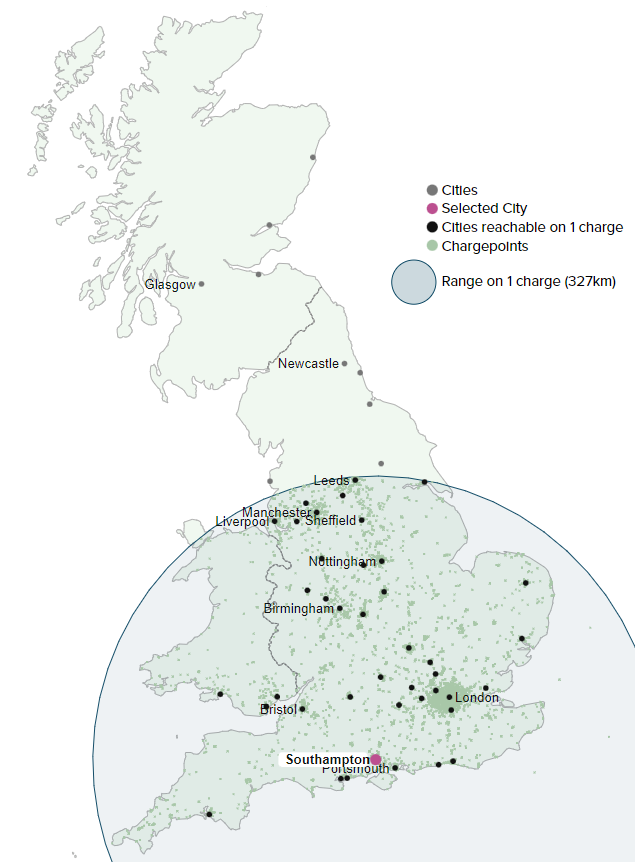 Cities
Selected City
Cities reachable on 1 charge
Chargepoints
Range on 1 charge (327km)
Glasgow
Newcastle
Leeds
Manchester
Liverpool
Sheffield
Nottingham
Birmingham
London
Bristol
Southampton
Portsmouth